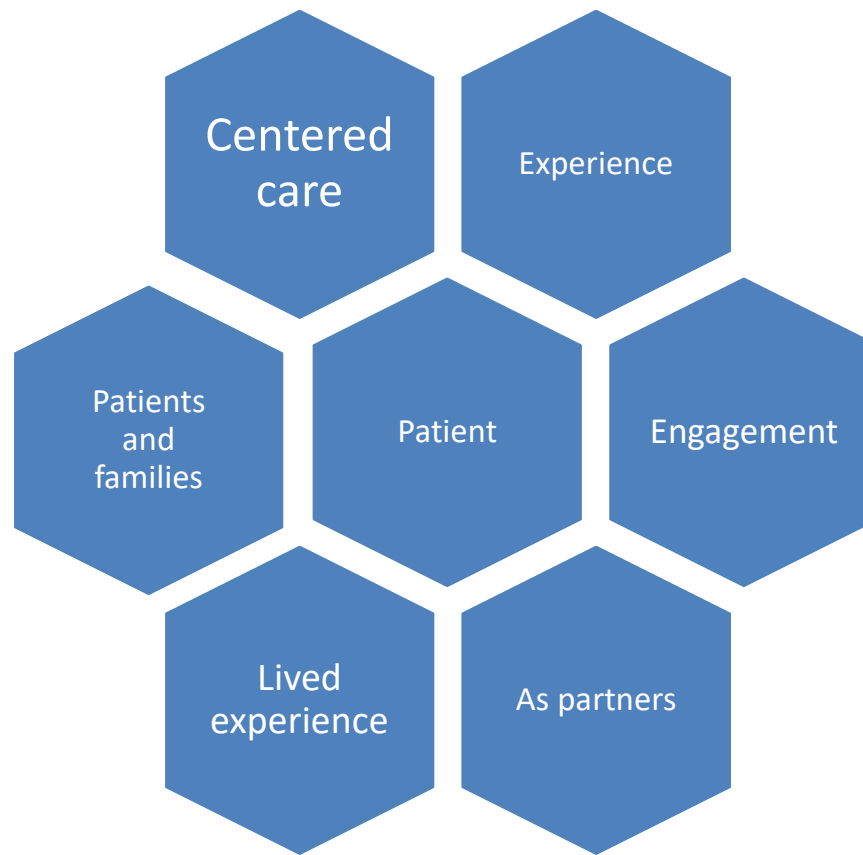 Centered
care
Experience
Patients
and
families
Patient
Engagement
Lived
experience
As partners